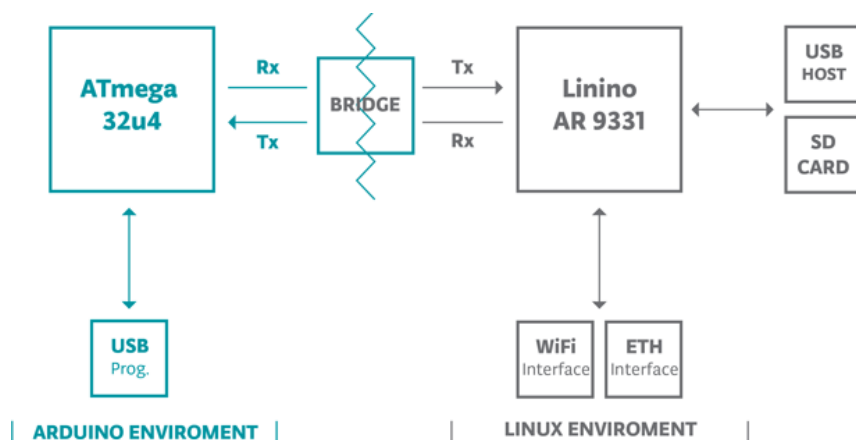 ATmega
32u4
Rx
Tx
BRIDGE
Tx
Rx
Linino
AR 9331
USB
HOST
SD
CARD
USB
Prog.
WiFi
Interface
ETH
Interface
ARDUINO ENVIROMENT
LINUX ENVIROMENT